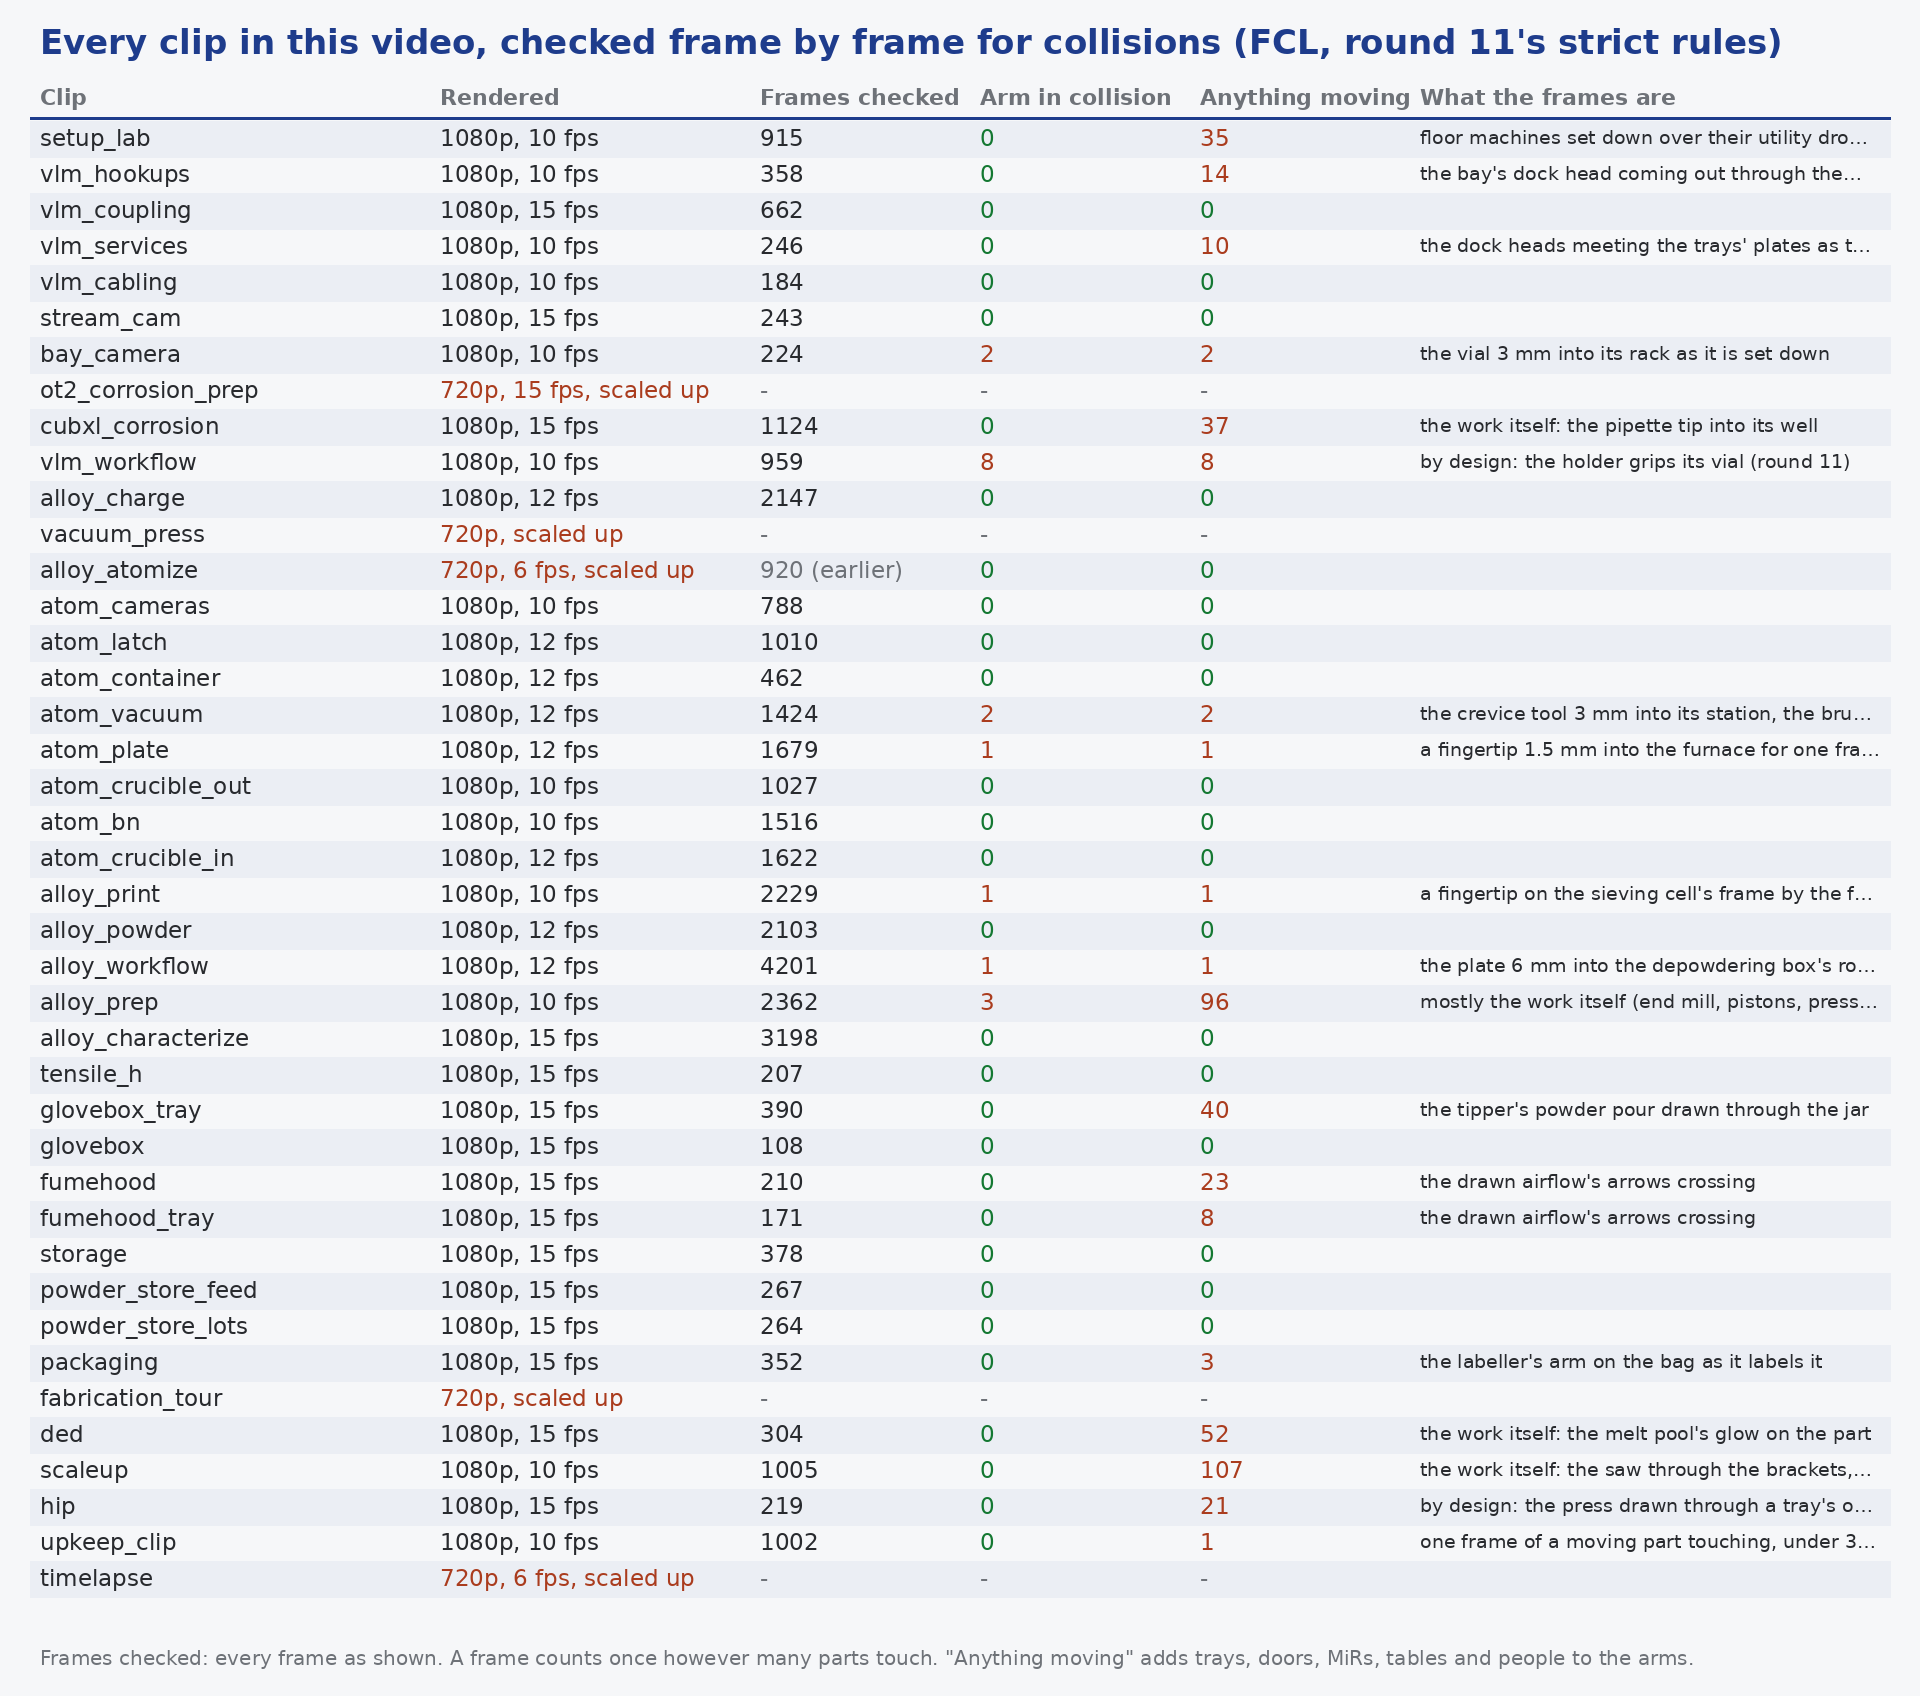 Every clip in this video, checked frame by frame for collisions (FCL, round 11's strict rules)
Clip Rendered Frames checked Arm in collision Anything moving What the frames are
setup_lab 1080p, 10 fps 915 0 35 floor machines set down over their utility dro...
vlm_hookups 1080p, 10 fps 358 0 14 the bay's dock head coming out through the...
vlm_coupling 1080p, 15 fps 662 0 0
vlm_services 1080p, 10 fps 246 0 10 the dock heads meeting the trays' plates as t...
vlm_cabling 1080p, 10 fps 184 0 0
stream_cam 1080p, 15 fps 243 0 0
bay_camera 1080p, 10 fps 224 2 2 the vial 3 mm into its rack as it is set down
ot2_corrosion_prep 720p, 15 fps, scaled up - - -
cubxl_corrosion 1080p, 15 fps 1124 0 37 the work itself: the pipette tip into its well
vlm_workflow 1080p, 10 fps 959 8 8 by design: the holder grips its vial (round 11)
alloy_charge 1080p, 12 fps 2147 0 0
vacuum_press 720p, scaled up - - -
alloy_atomize 720p, 6 fps, scaled up 920 (earlier) 0 0
atom_cameras 1080p, 10 fps 788 0 0
atom_latch 1080p, 12 fps 1010 0 0
atom_container 1080p, 12 fps 462 0 0
atom_vacuum 1080p, 12 fps 1424 2 2 the crevice tool 3 mm into its station, the bru...
atom_plate 1080p, 12 fps 1679 1 1 a fingertip 1.5 mm into the furnace for one fra...
atom_crucible_out 1080p, 10 fps 1027 0 0
atom_bn 1080p, 10 fps 1516 0 0
atom_crucible_in 1080p, 12 fps 1622 0 0
alloy_print 1080p, 10 fps 2229 1 1 a fingertip on the sieving cell's frame by the f...
alloy_powder 1080p, 12 fps 2103 0 0
alloy_workflow 1080p, 12 fps 4201 1 1 the plate 6 mm into the depowdering box's ro...
alloy_prep 1080p, 10 fps 2362 3 96 mostly the work itself (end mill, pistons, press...
alloy_characterize 1080p, 15 fps 3198 0 0
tensile_h 1080p, 15 fps 207 0 0
glovebox_tray 1080p, 15 fps 390 0 40 the tipper's powder pour drawn through the jar
glovebox 1080p, 15 fps 108 0 0
fumehood 1080p, 15 fps 210 0 23 the drawn airflow's arrows crossing
fumehood_tray 1080p, 15 fps 171 0 8 the drawn airflow's arrows crossing
storage 1080p, 15 fps 378 0 0
powder_store_feed 1080p, 15 fps 267 0 0
powder_store_lots 1080p, 15 fps 264 0 0
packaging 1080p, 15 fps 352 0 3 the labeller's arm on the bag as it labels it
fabrication_tour 720p, scaled up - - -
ded 1080p, 15 fps 304 0 52 the work itself: the melt pool's glow on the part
scaleup 1080p, 10 fps 1005 0 107 the work itself: the saw through the brackets,...
hip 1080p, 15 fps 219 0 21 by design: the press drawn through a tray's o...
upkeep_clip 1080p, 10 fps 1002 0 1 one frame of a moving part touching, under 3...
timelapse 720p, 6 fps, scaled up - - -
Frames checked: every frame as shown. A frame counts once however many parts touch. "Anything moving" adds trays, doors, MiRs, tables and people to the arms.